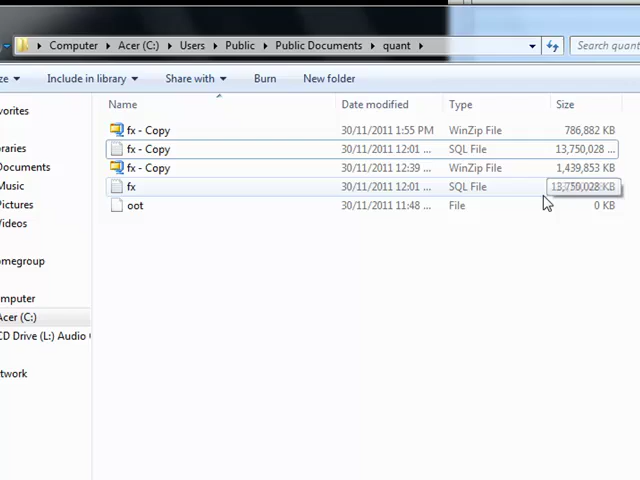 Computer Acer (C:) Users Public Public Documents quant Search quant
ze Include in library Share with Burn New folder
vorites
braries
Documents
Music
Pictures
Videos
omegroup
mputer
Acer (C:)
CD Drive (L:) Audio
twork
Name Date modified Type Size
fx - Copy 30/11/2011 1:55 PM WinZip File 786,882 KB
fx - Copy 30/11/2011 12:01 ... SQL File 13,750,028 ...
fx - Copy 30/11/2011 12:39 ... WinZip File 1,439,853 KB
fx 30/11/2011 12:01 ... SQL File 13,750,028 KB
oot 30/11/2011 11:48 ... File 0 KB